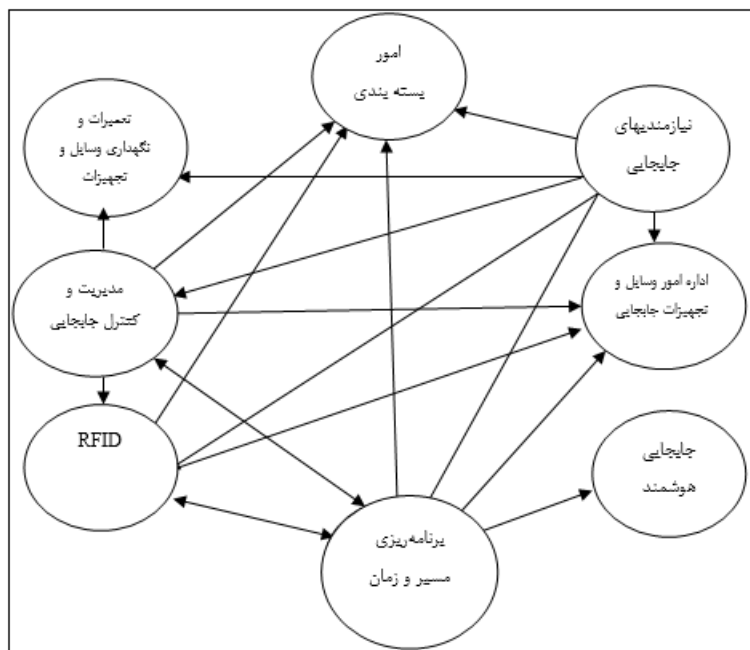 امور
بسته بندی
نیازمندیهای
جابجایی
تعمیرات و
نگهداری وسایل و
تجهیزات
اداره امور وسایل و
تجهیزات جابجایی
مدیریت و
کنترل جابجایی
RFID
جابجایی
هوشمند
برنامه‌ریزی
مسیر و زمان